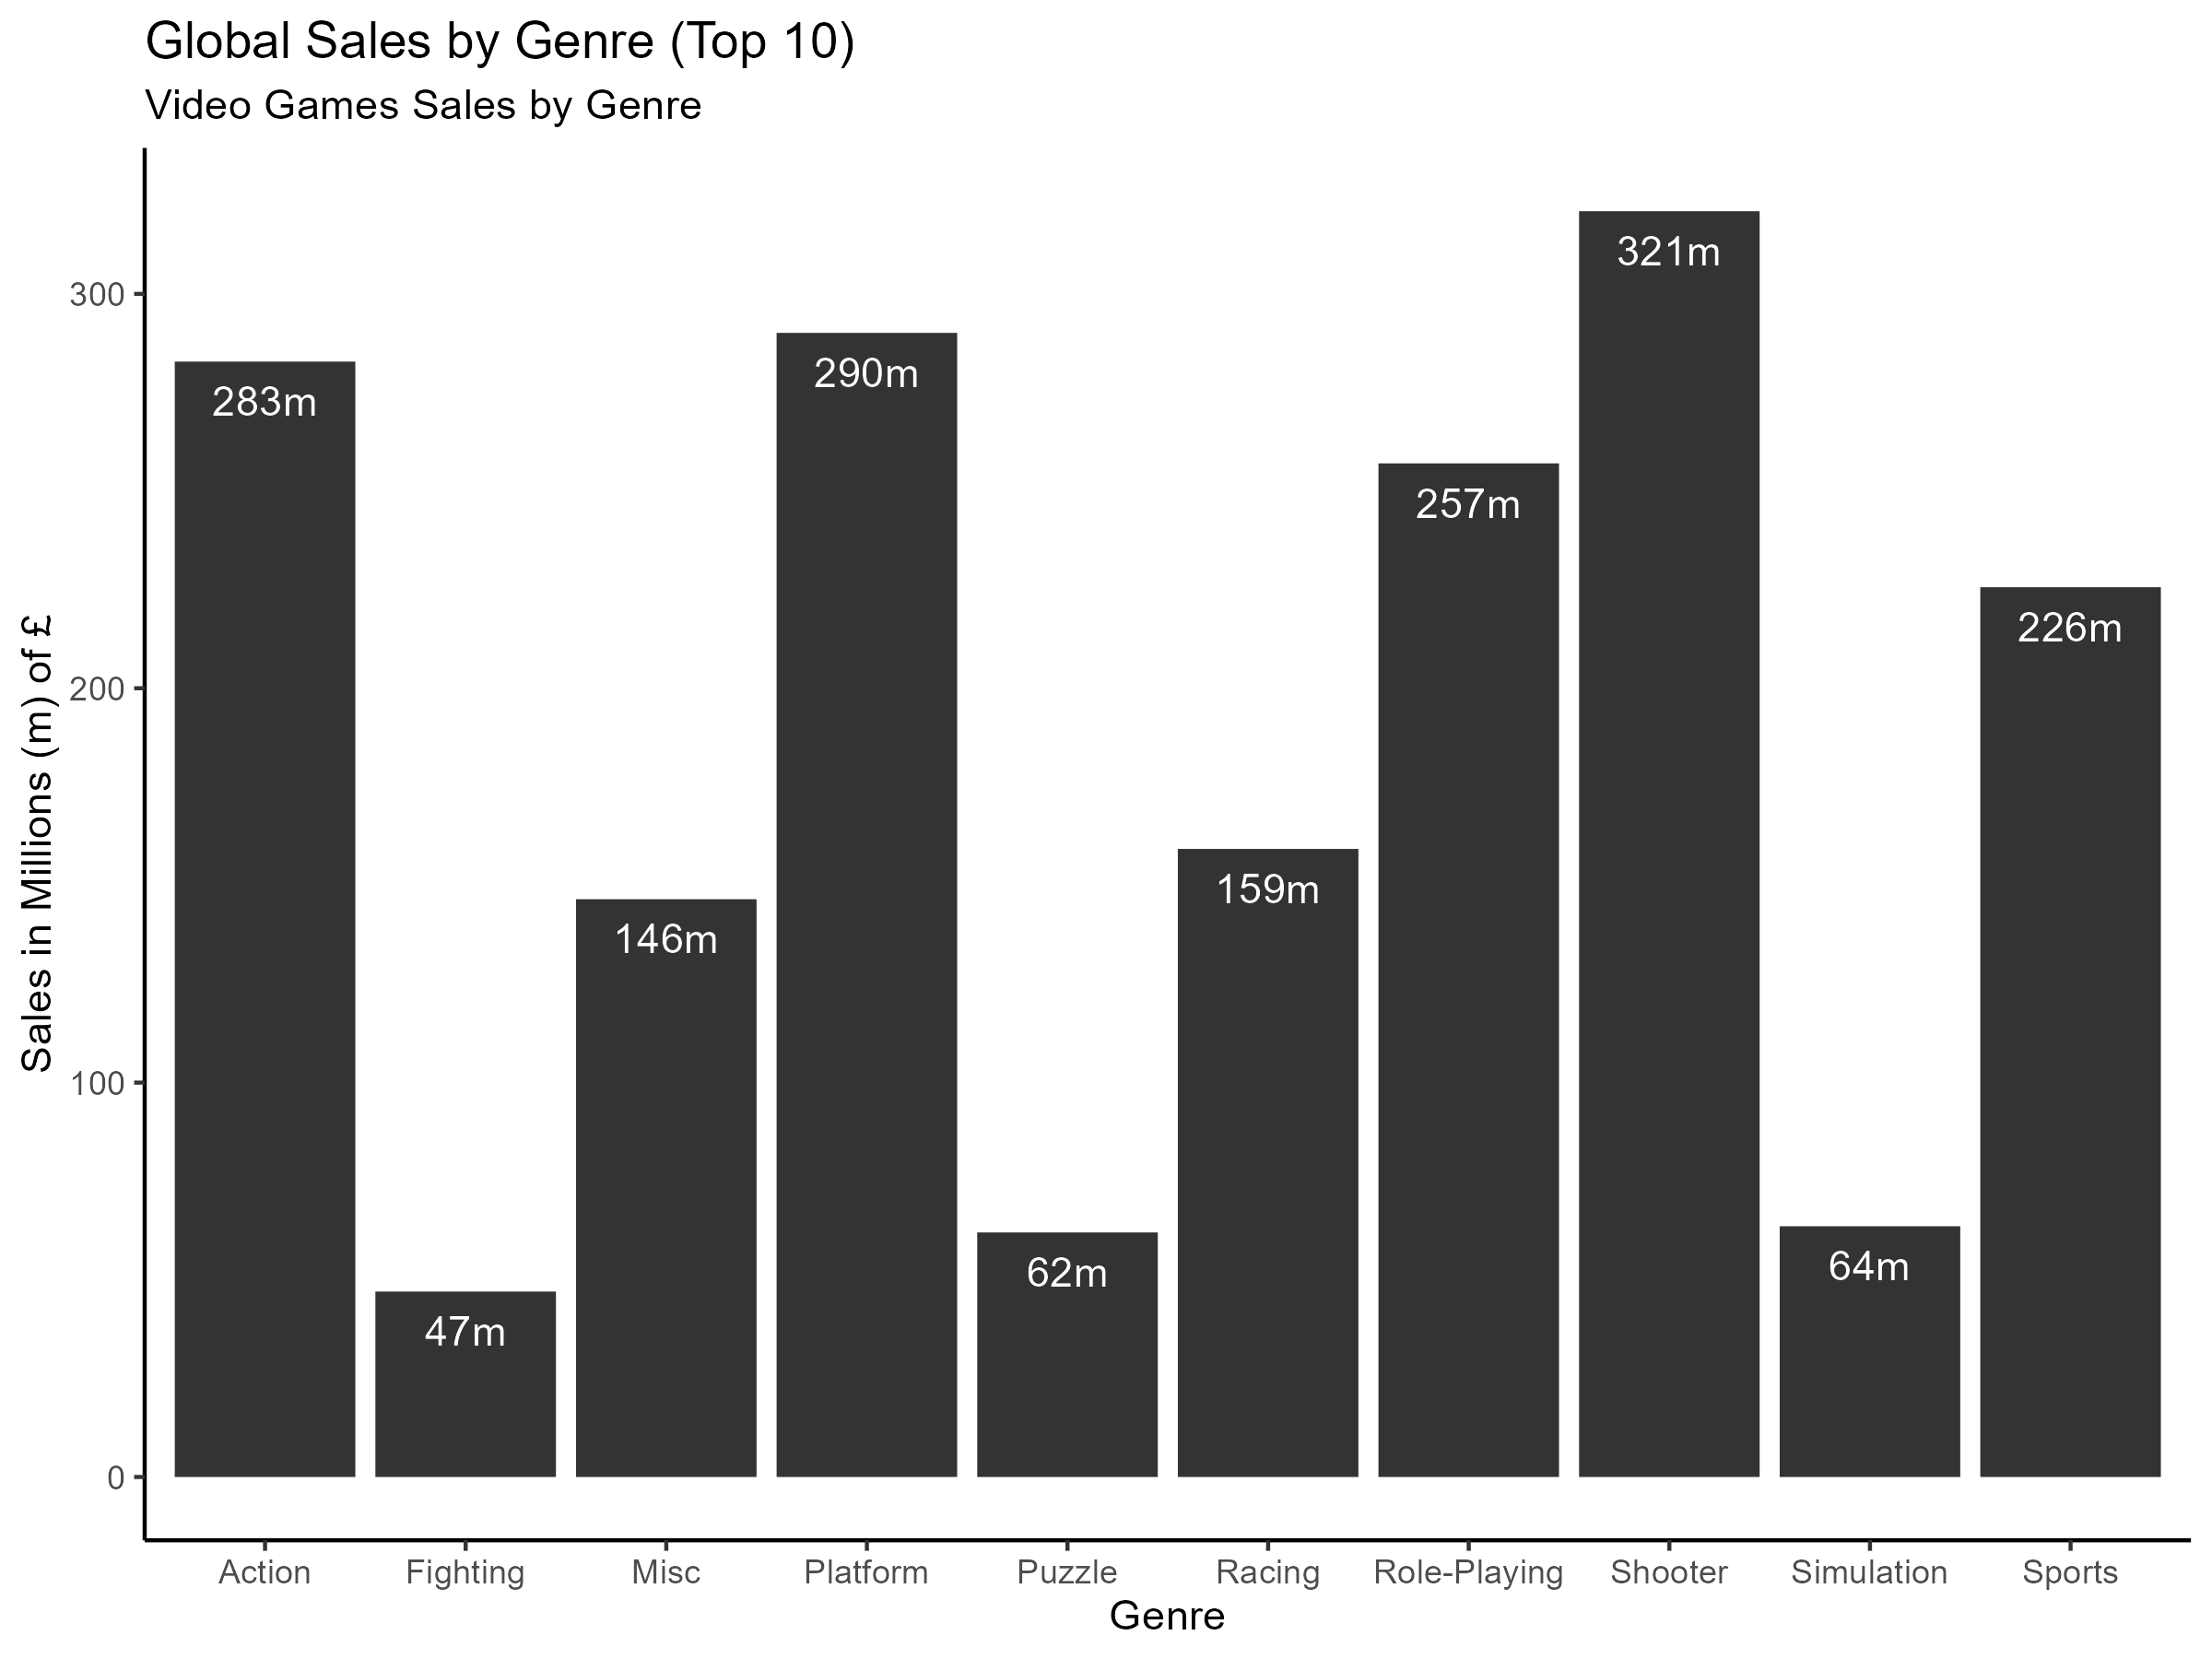 Global Sales by Genre (Top 10)
Video Games Sales by Genre
Sales in Millions (m) of £
300
200
100
0
283m
47m
146m
290m
62m
159m
257m
321m
64m
226m
Action Fighting Misc Platform Puzzle Racing Role-Playing Shooter Simulation Sports
Genre